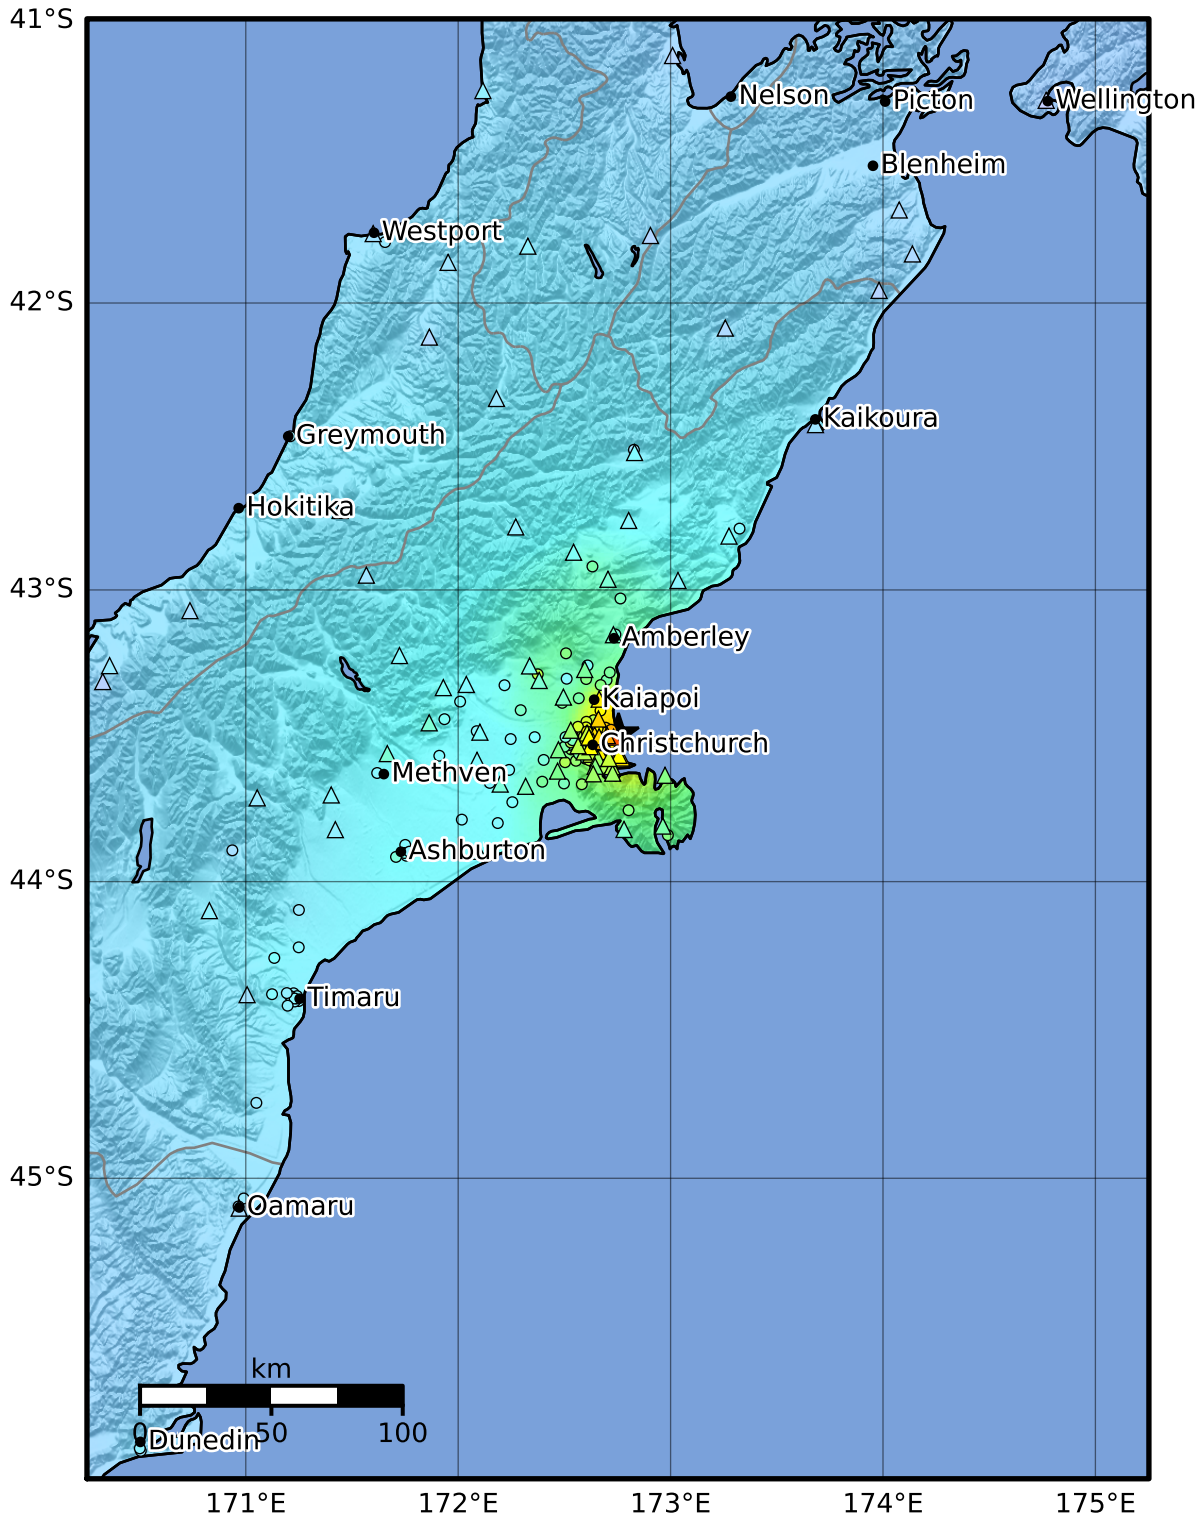 41°S
Nelson
Picton
Wellington
Blenheim
Westport
42°S
Kaikoura
Greymouth
Hokitika
43°S
Amberley
Kaiapoi
Christchurch
Methven
Ashburton
44°S
Timaru
45°S
Oamaru
km
0 50 100
Dunedin
171°E 172°E 173°E 174°E 175°E